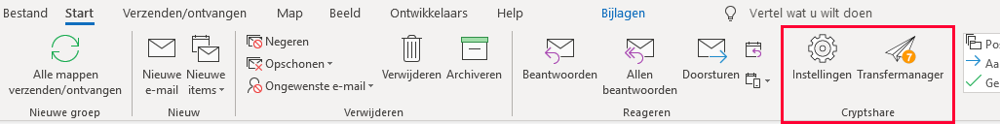 Bestand Start Verzenden/ontvangen Map Beeld Ontwikkelaars Help Bijlagen Vertel wat u wilt doen
Alle mappen
verzenden/ontvangen
Nieuwe groep
Nieuwe
e-mail
Nieuwe
items
Nieuw
Negeren
Opschonen
Ongewenste e-mail
Verwijderen
Archiveren
Verwijderen
Beantwoorden
Allen
beantwoorden
Doorsturen
Reageren
Instellingen
7
Transfermanager
Cryptshare
Pos
Aa
Ge